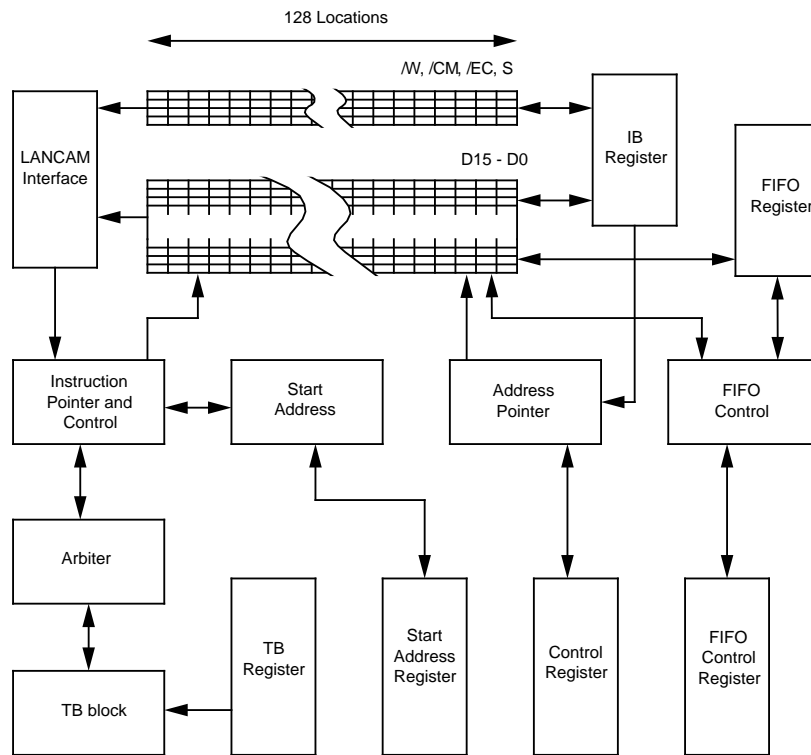 128 Locations
/W, /CM, /EC, S
LANCAM
Interface
IB
Register
D15 - D0
FIFO
Register
Instruction
Pointer and
Control
Start
Address
Address
Pointer
FIFO
Control
Arbiter
TB
Register
Start
Address
Register
Control
Register
FIFO
Control
Register
TB block